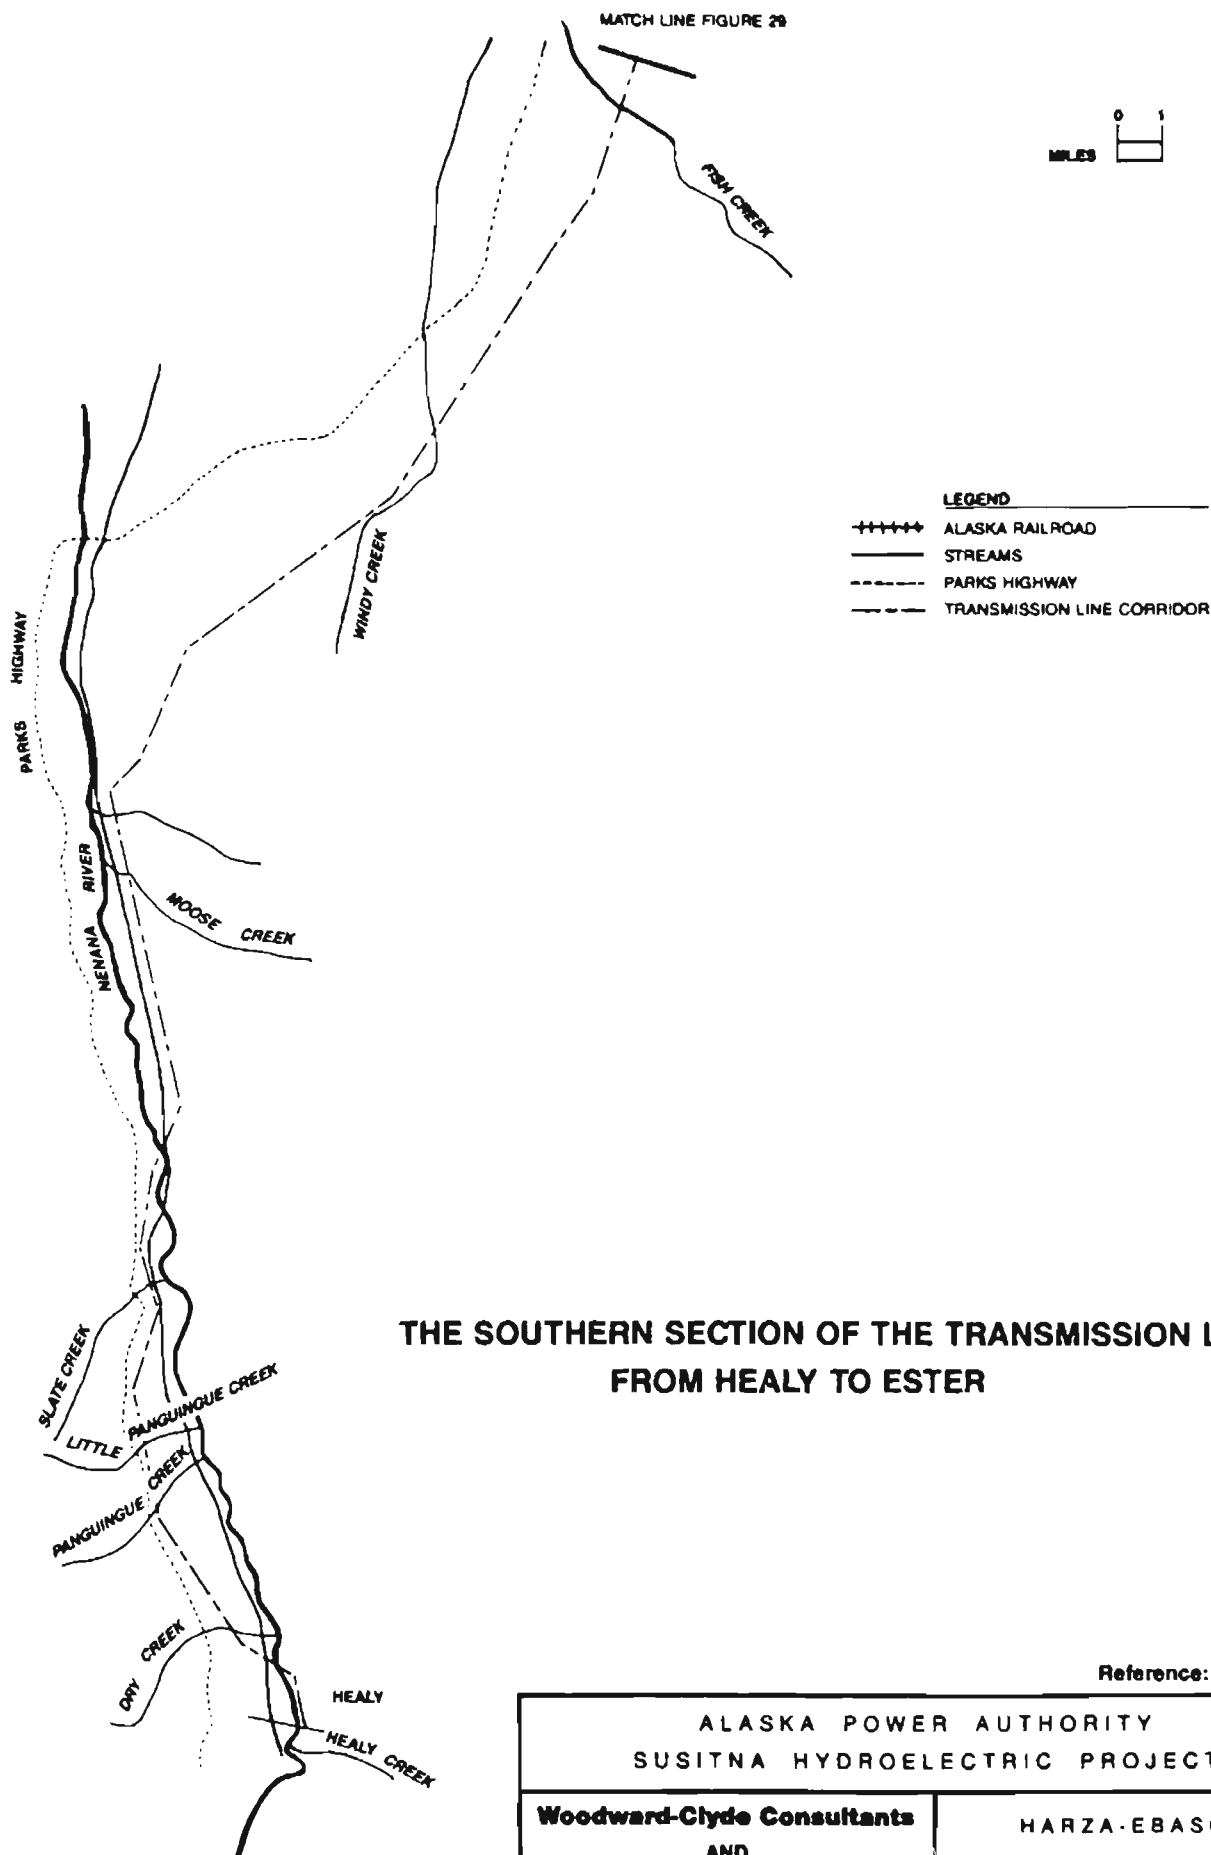 MATCH LINE FIGURE 29
0 1
MILES
FISH CREEK
LEGEND
ALASKA RAILROAD
STREAMS
PARKS HIGHWAY
TRANSMISSION LINE CORRIDOR
WINDY CREEK
PARKS HIGHWAY
NENANA RIVER
MOOSE CREEK
THE SOUTHERN SECTION OF THE TRANSMISSION L
FROM HEALY TO ESTER
SLATE CREEK
LITTLE PANGUINGUE CREEK
PANGUINGUE CREEK
DRY CREEK
HEALY
HEALY CREEK
Reference:
ALASKA POWER AUTHORITY
SUSITNA HYDROELECTRIC PROJECT
Woodward-Clyde Consultants
AND
HARZA-EBAS